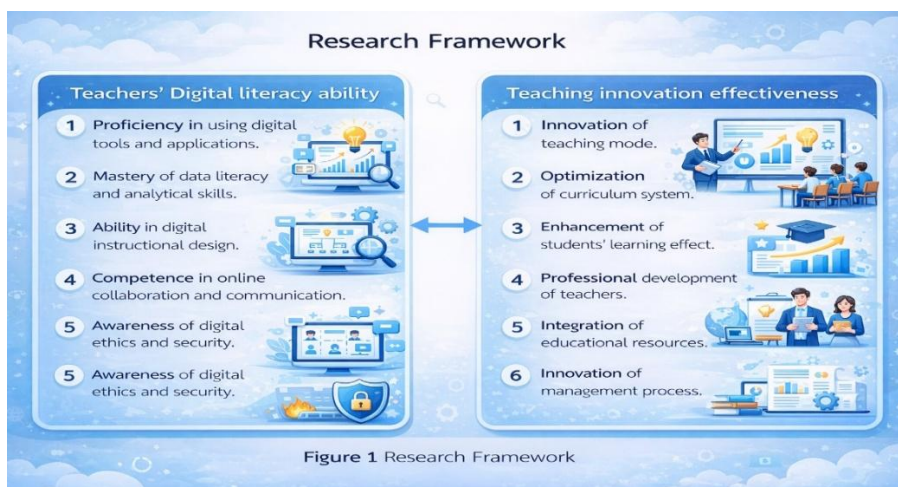 Research Framework
Teachers' Digital literacy ability
1 Proficiency in using digital
tools and applications.
2 Mastery of data literacy
and analytical skills.
3 Ability in digital
instructional design.
4 Competence in online
collaboration and communication.
5 Awareness of digital
ethics and security.
5 Awareness of digital
ethics and security.
Teaching innovation effectiveness
1 Innovation of
teaching mode.
2 Optimization
of curriculum system.
3 Enhancement of
students' learning effect.
4 Professional development
of teachers.
5 Integration of
educational resources.
6 Innovation of
management process.
Figure 1 Research Framework